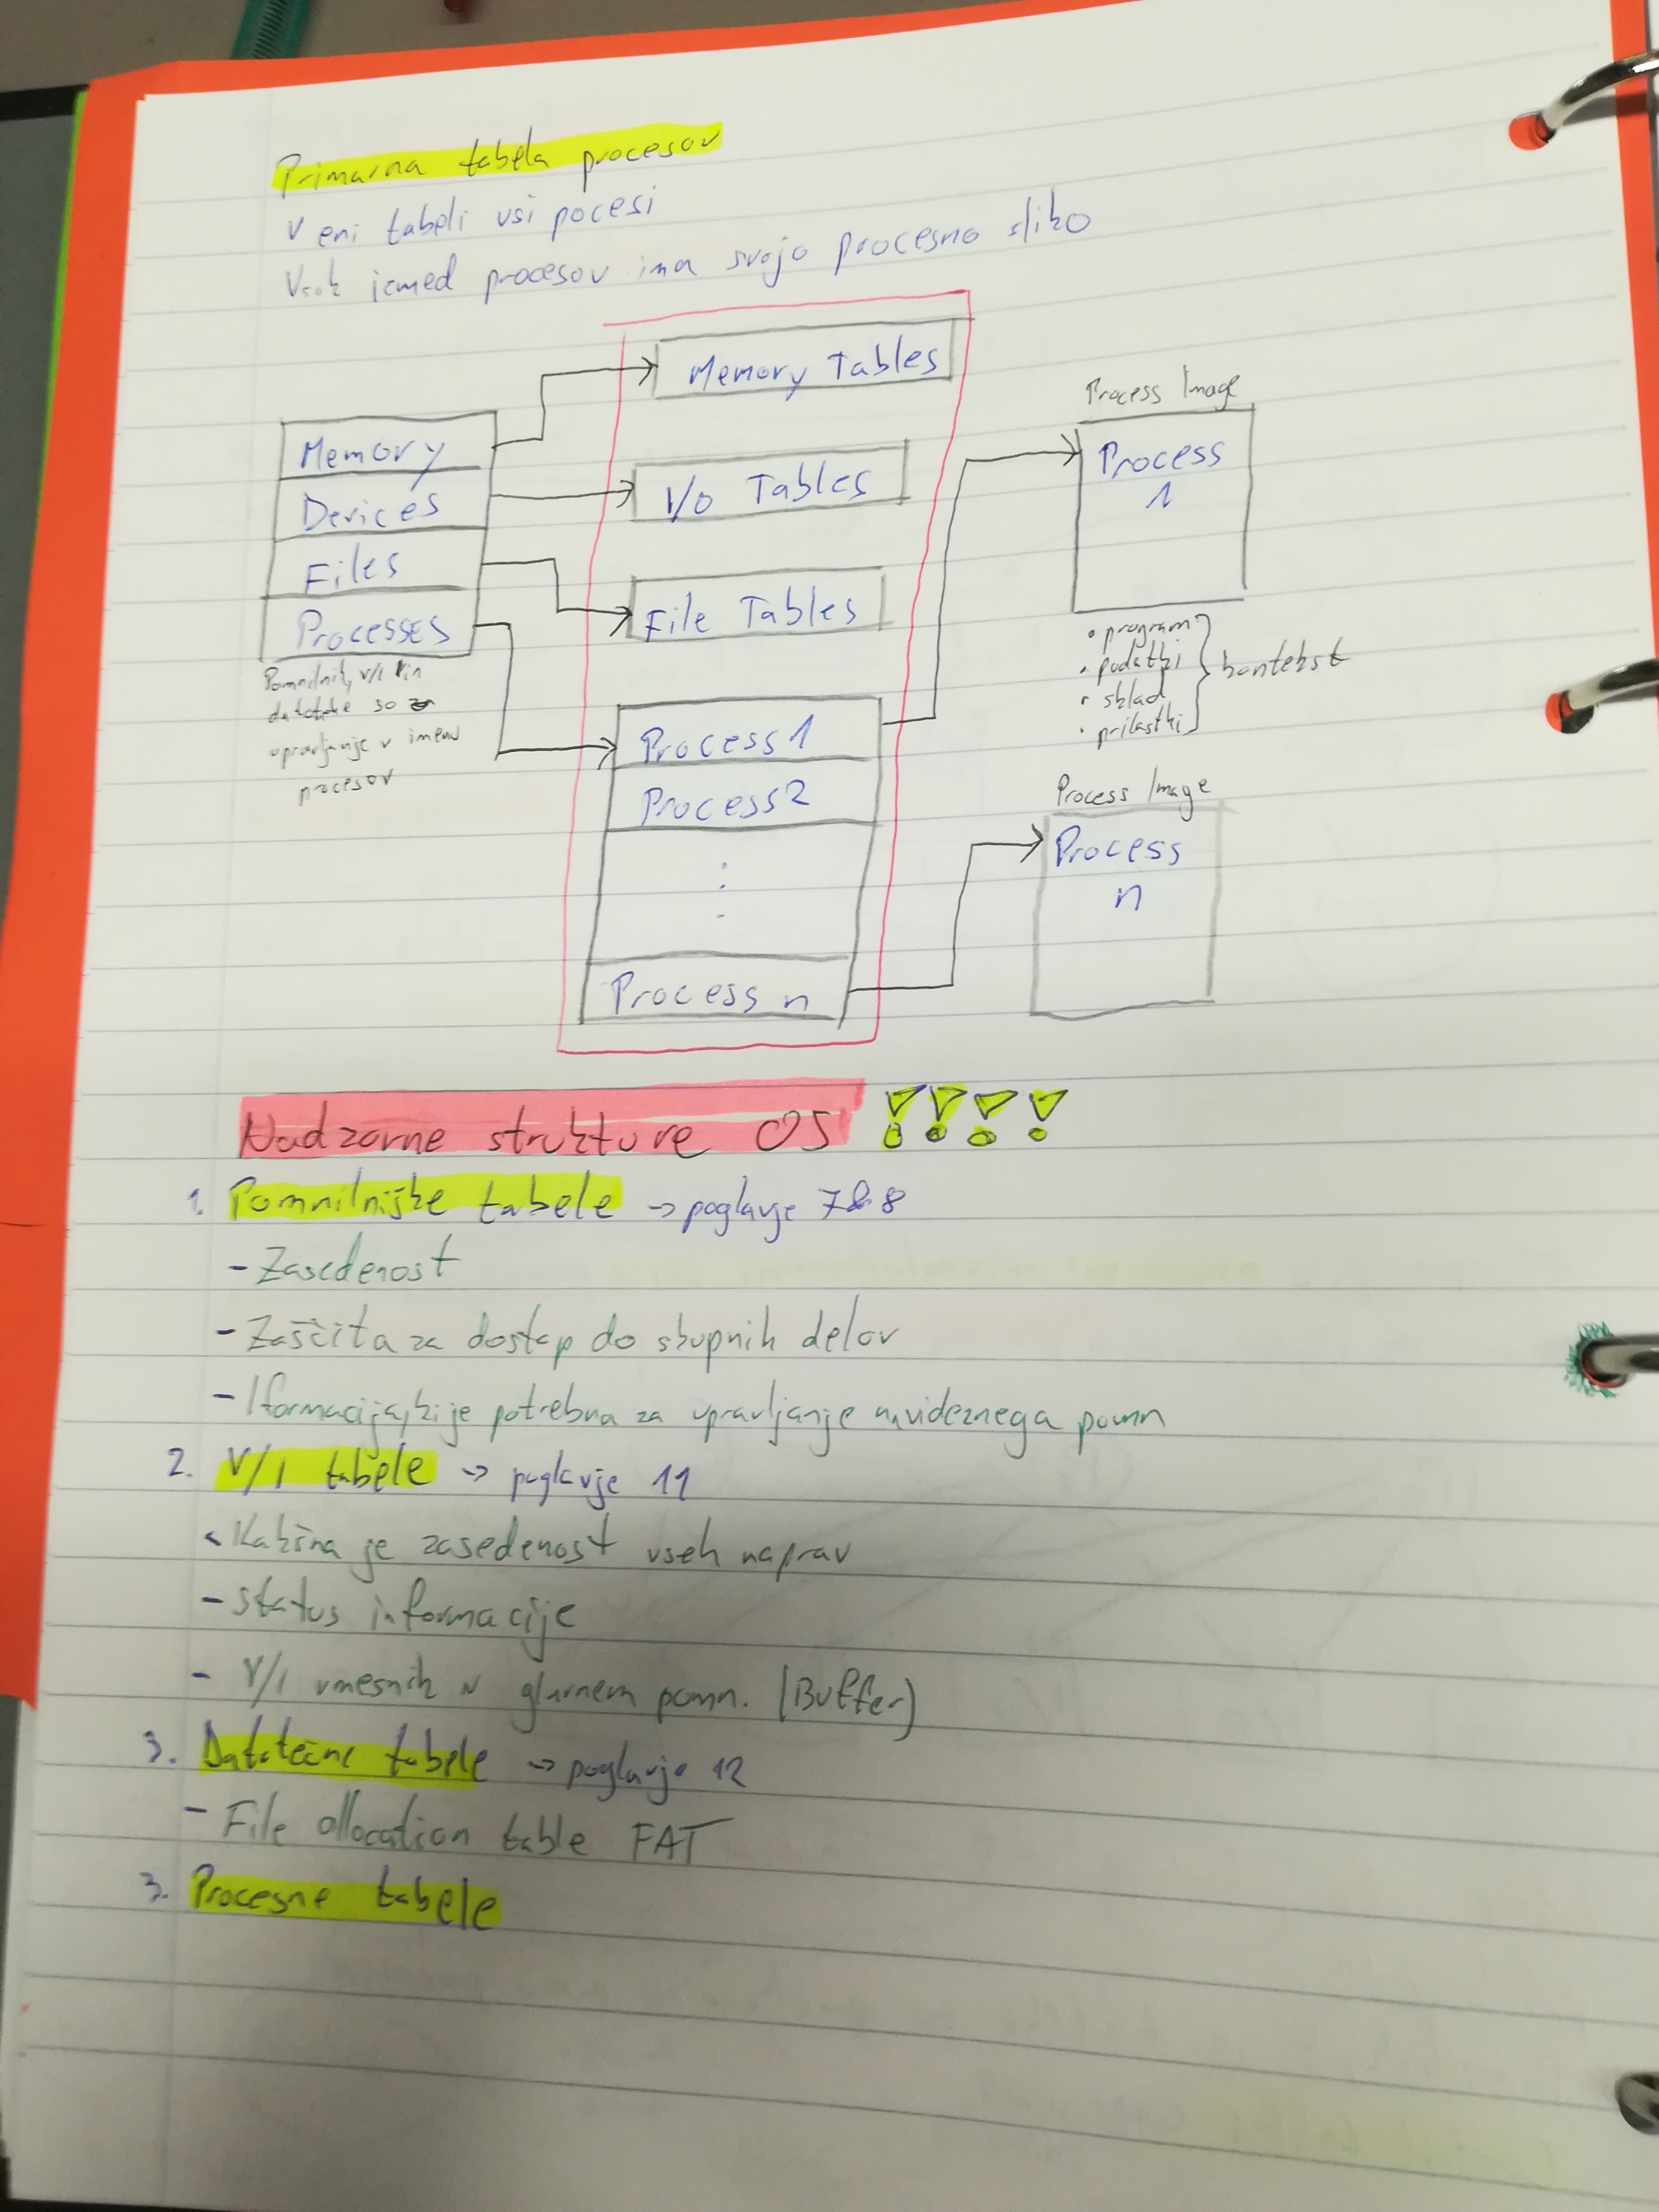 Primarna tabela procesov
V eni tabeli vsi pocesi
Vsak izmed procesov ima svojo procesno sliko
Memory Tables
Process Image
Memory
Process
1
Devices
I/O Tables
Files
File Tables
Processes
• program
• podatki
• sklad
• prilastki
kontekst
Pomnilnik, V/I in
datoteke so za
upravljanje v imenu
procesov
Process 1
Process 2
Process n
Process Image
Process
n
Nadzorne strukture OS !!!!
1. Pomnilniške tabele -> poglavje 7 & 8
- Zasedenost
- Zaščita za dostop do skupnih delov
- Iformacija, ki je potrebna za upravljanje navideznega pomn
2. V/I tabele -> poglavje 11
- Kakšna je zasedenost vseh naprav
- status informacije
- V/I vmesnik v glavnem pomn. (Buffer)
3. Datotečne tabele -> poglavje 12
- File allocation table FAT
3. Procesne tabele